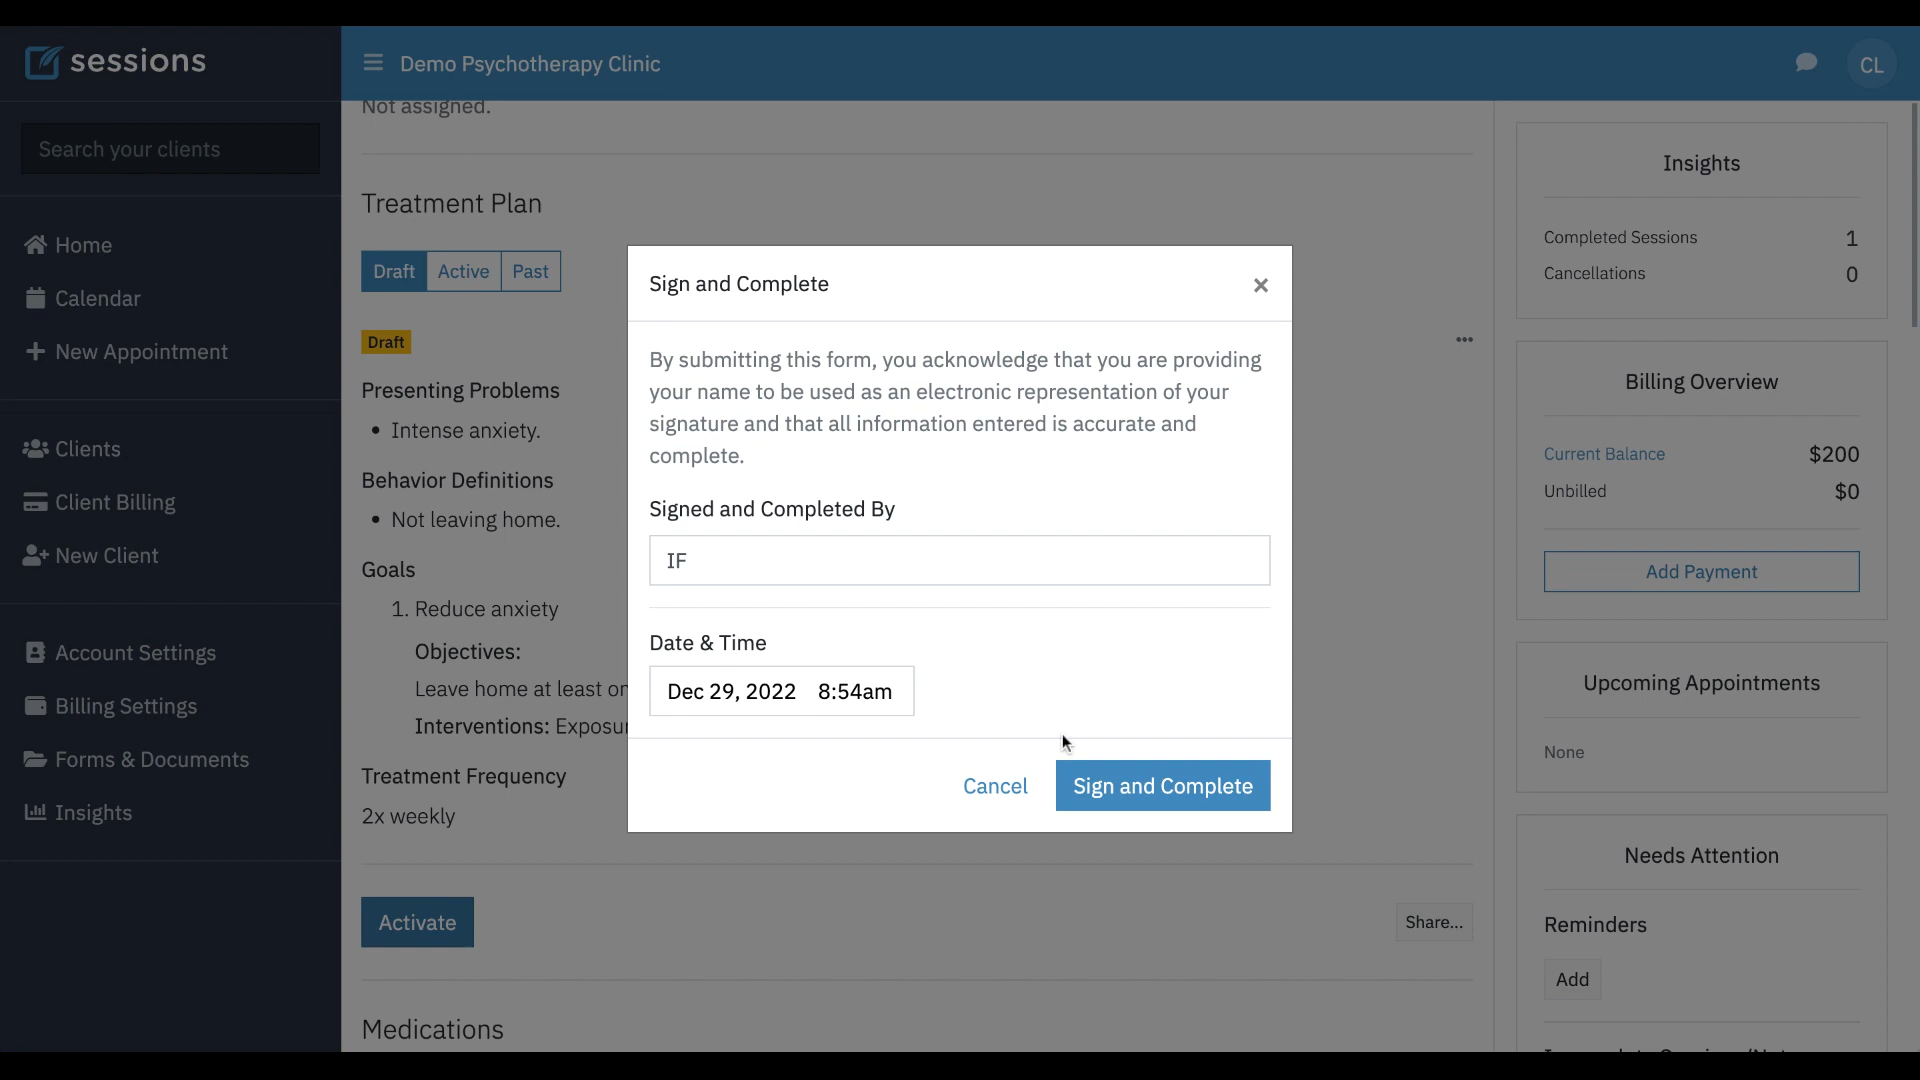 sessions
Demo Psychotherapy Clinic
CL
Search your clients
Home
Calendar
New Appointment
Clients
Client Billing
New Client
Account Settings
Billing Settings
Forms & Documents
Insights
Not assigned.
Treatment Plan
Draft Active Past
Draft
Presenting Problems
• Intense anxiety.
Behavior Definitions
• Not leaving home.
Goals
1. Reduce anxiety
Objectives:
Leave home at least
Interventions:
Treatment Frequency
2x weekly
Activate
Share...
Medications
Sign and Complete
×
By submitting this form, you acknowledge that you are providing
your name to be used as an electronic representation of your
signature and that all information entered is accurate and
complete.
Signed and Completed By
IF
Date & Time
Dec 29, 2022 8:54am
Cancel Sign and Complete
Insights
Completed Sessions 1
Cancellations 0
Billing Overview
Current Balance $200
Unbilled $0
Add Payment
Upcoming Appointments
None
Needs Attention
Reminders
Add